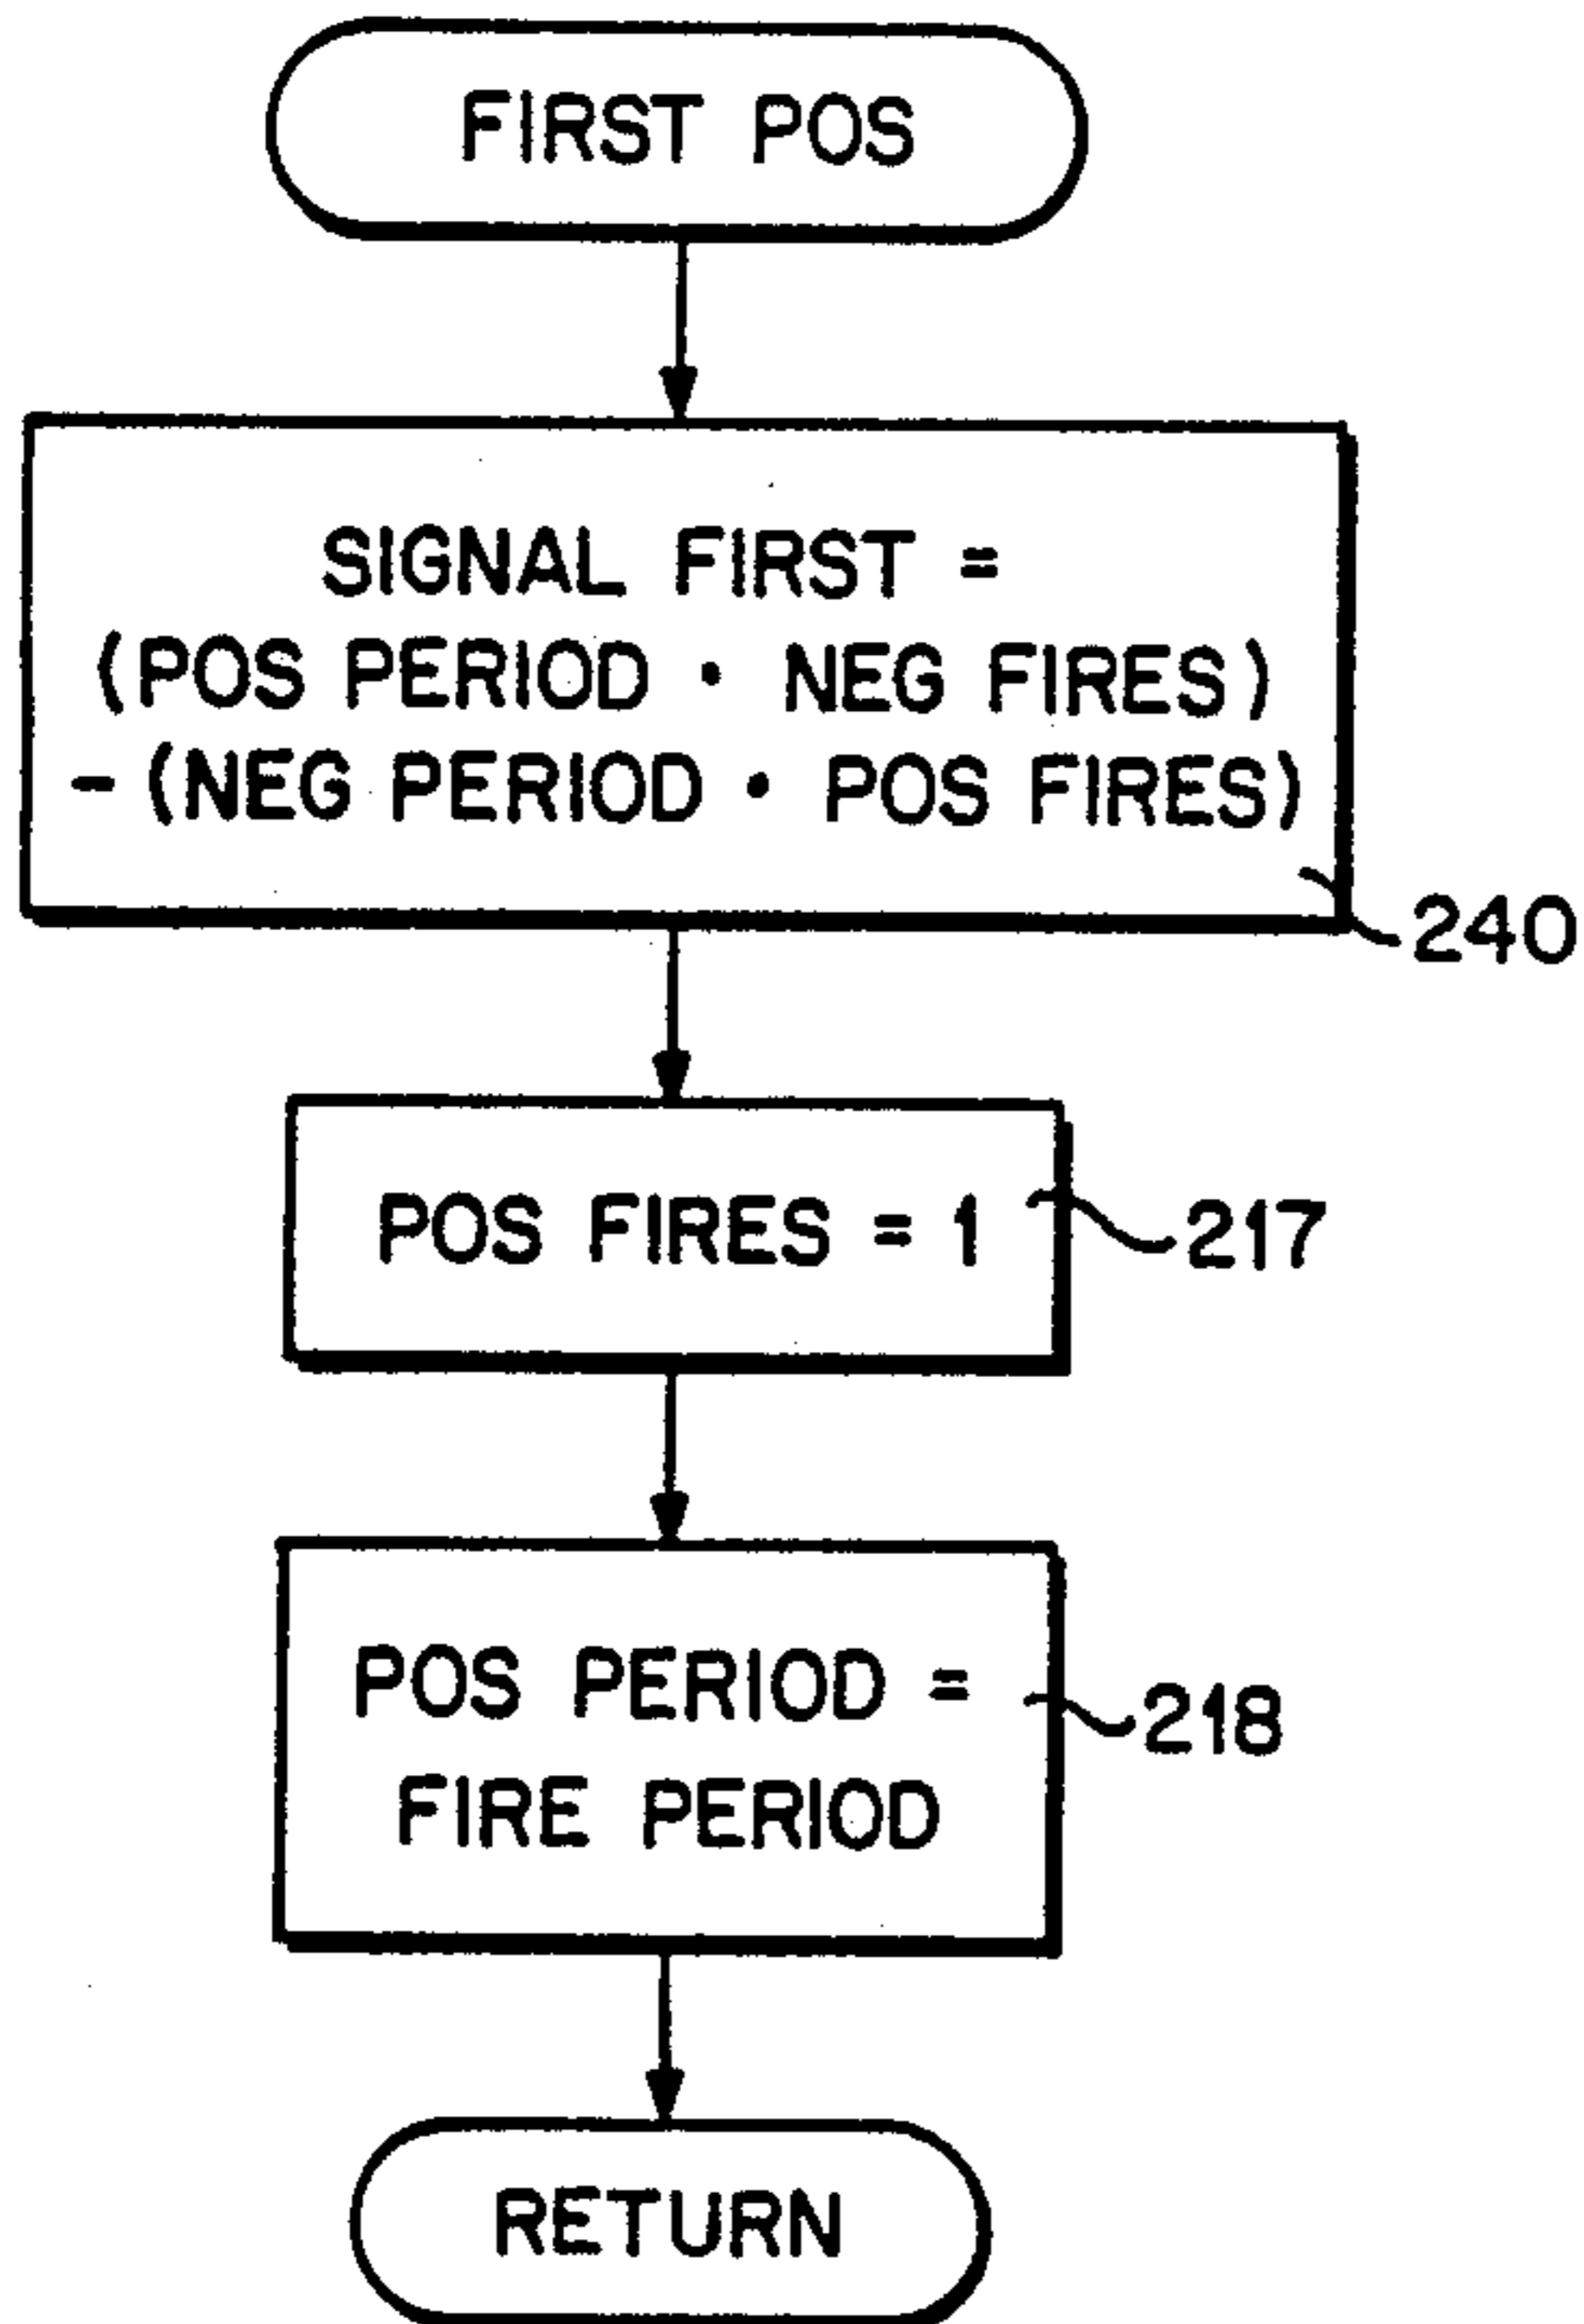 FIRST POS
SIGNAL FIRST =
(POS PERIOD • NEG FIRES)
- (NEG PERIOD • POS FIRES)
240
POS FIRES = 1
217
POS PERIOD =
218
FIRE PERIOD
RETURN